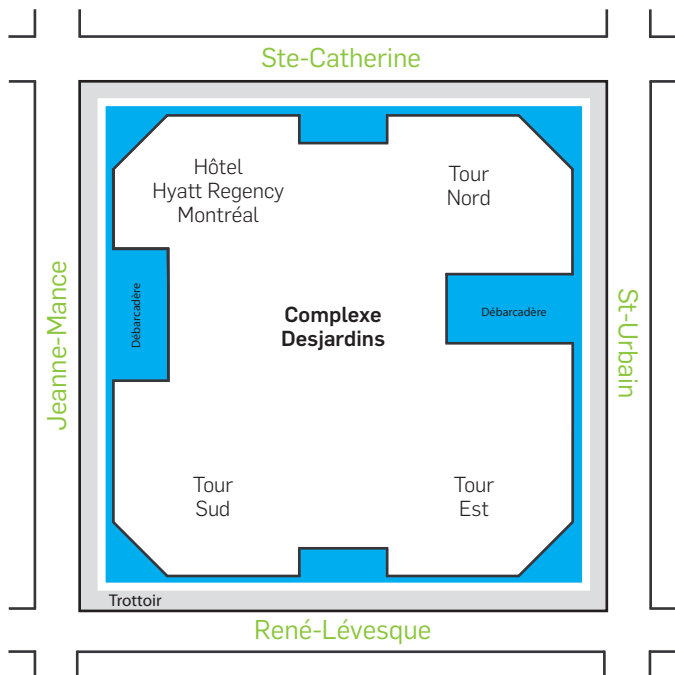 Ste-Catherine
Hôtel
Hyatt Regency
Montréal
Tour
Nord
Jeanne-Mance
Débarcadère
Complexe
Desjardins
Débarcadère
St-Urbain
Tour
Sud
Tour
Est
Trottoir
René-Lévesque